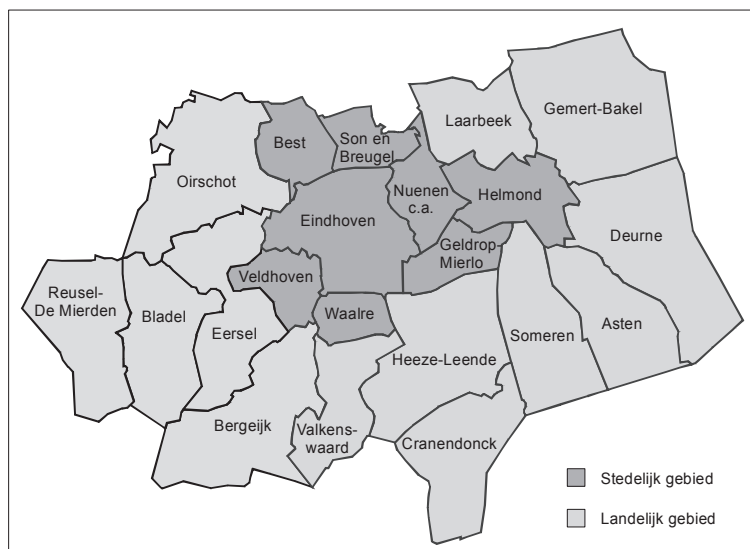 Gemert-Bakel
Laarbeek
Best
Son en
Breugel
Oirschot
Nuenen
c.a.
Helmond
Eindhoven
Deurne
Geldrop-
Mierlo
Veldhoven
Reusel-
De Mierden
Bladel
Waalre
Eersel
Someren
Asten
Heeze-Leende
Bergeijk
Valkens-
waard
Cranendonck
Stedelijk gebied
Landelijk gebied